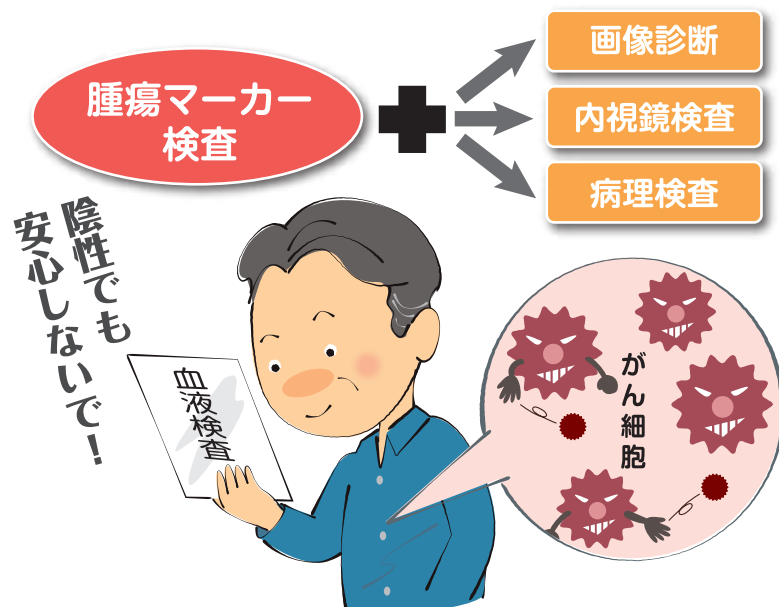 腫瘍マーカー
検査
画像診断
内視鏡検査
病理検査
陰性でも
安心しないで！
血液検査
がん細胞